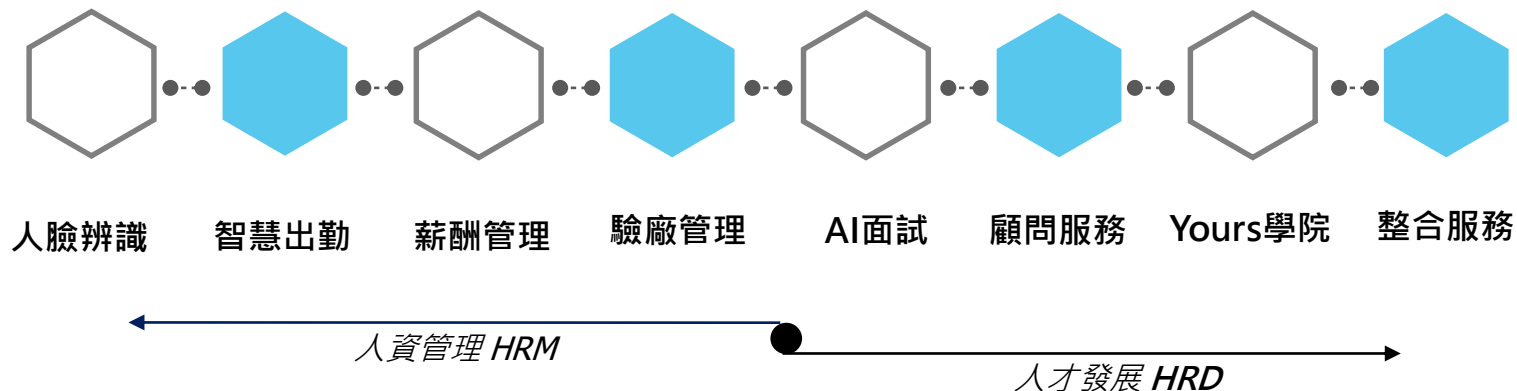 人臉辨識
智慧出勤
薪酬管理
驗廠管理
AI面試
顧問服務
Yours學院
整合服務
人資管理 HRM
人才發展 HRD